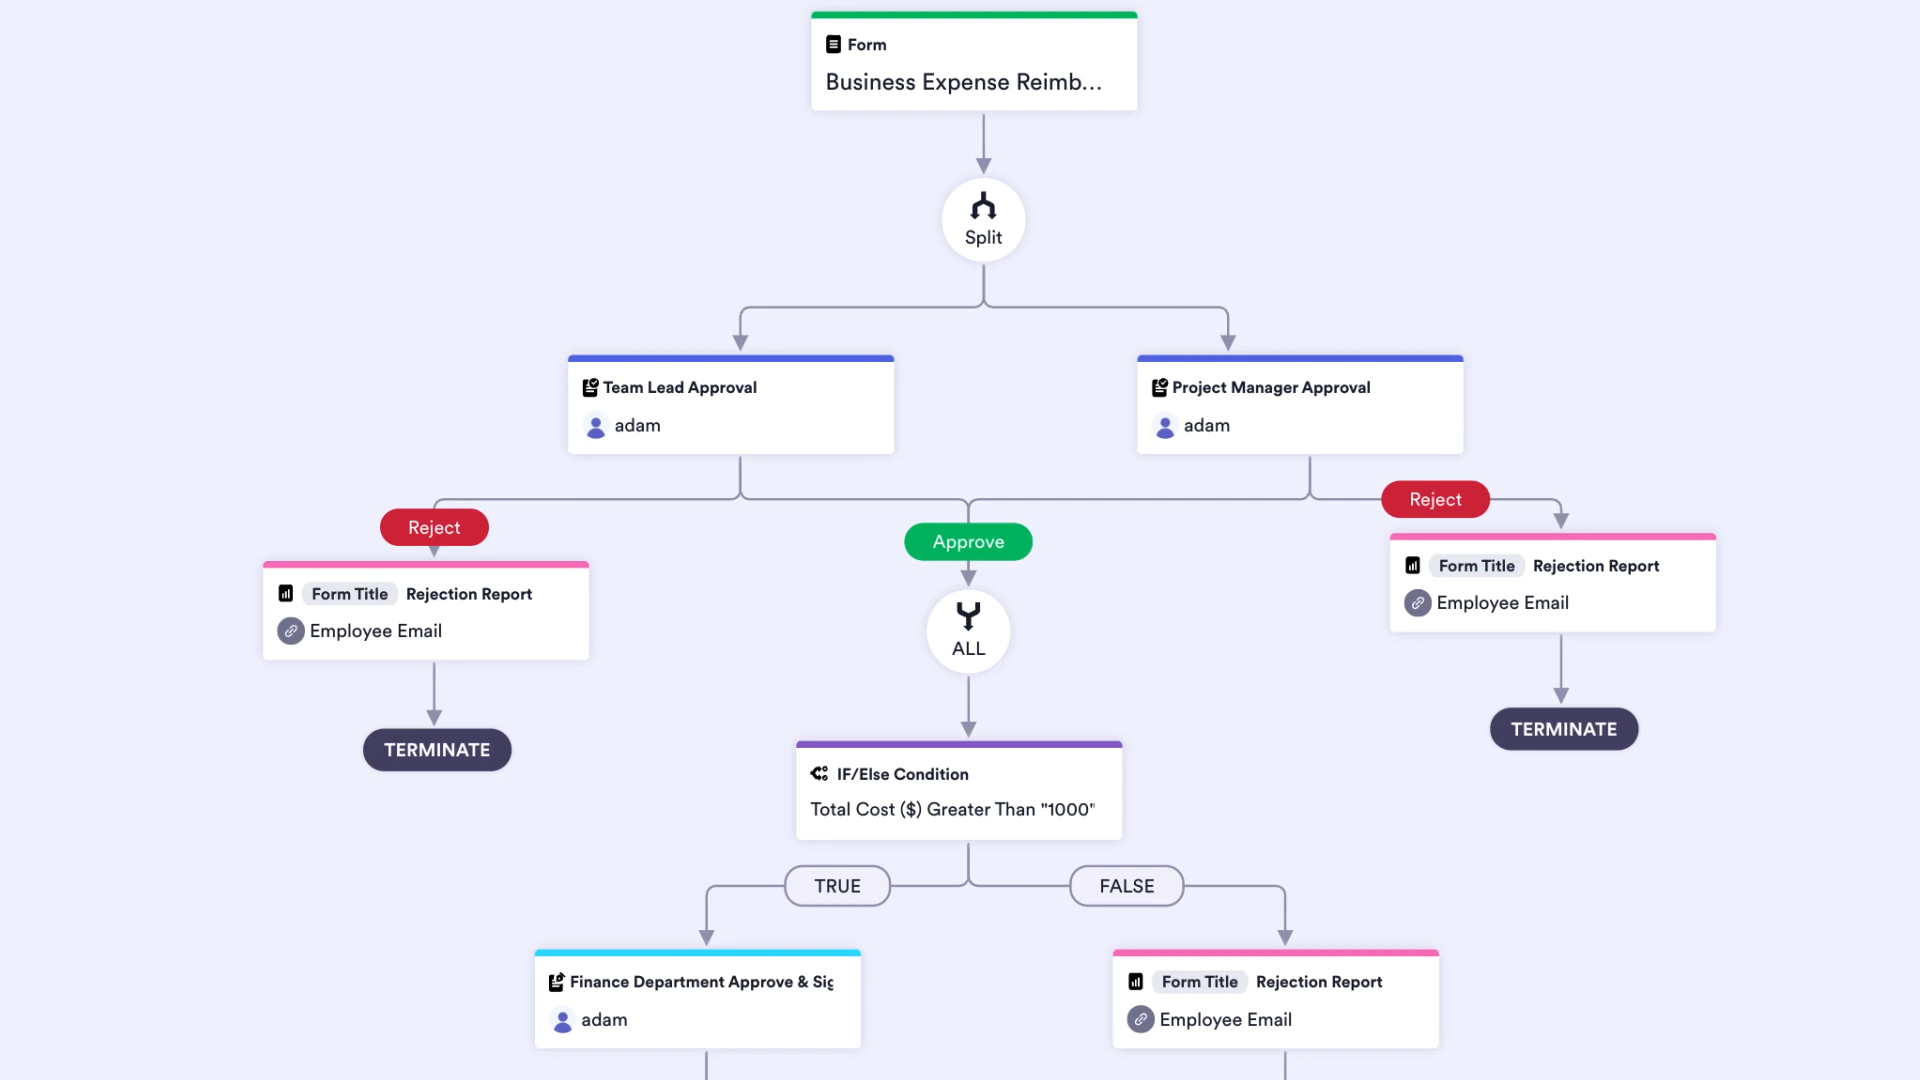 Form
Business Expense Reimb...
Split
Team Lead Approval
adam
Project Manager Approval
adam
Reject
Approve
Reject
Form Title Rejection Report
Employee Email
TERMINATE
ALL
Form Title Rejection Report
Employee Email
TERMINATE
IF/Else Condition
Total Cost ($) Greater Than "1000"
TRUE
FALSE
Finance Department Approve & Sig
adam
Form Title Rejection Report
Employee Email